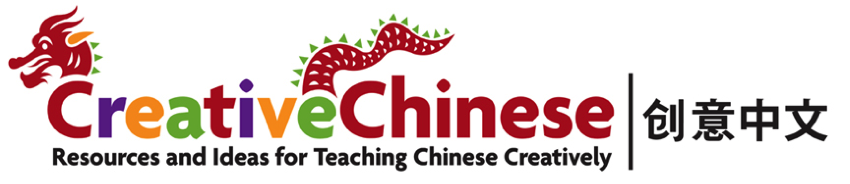 CreativeChinese
Resources and Ideas for Teaching Chinese Creatively
创意中文